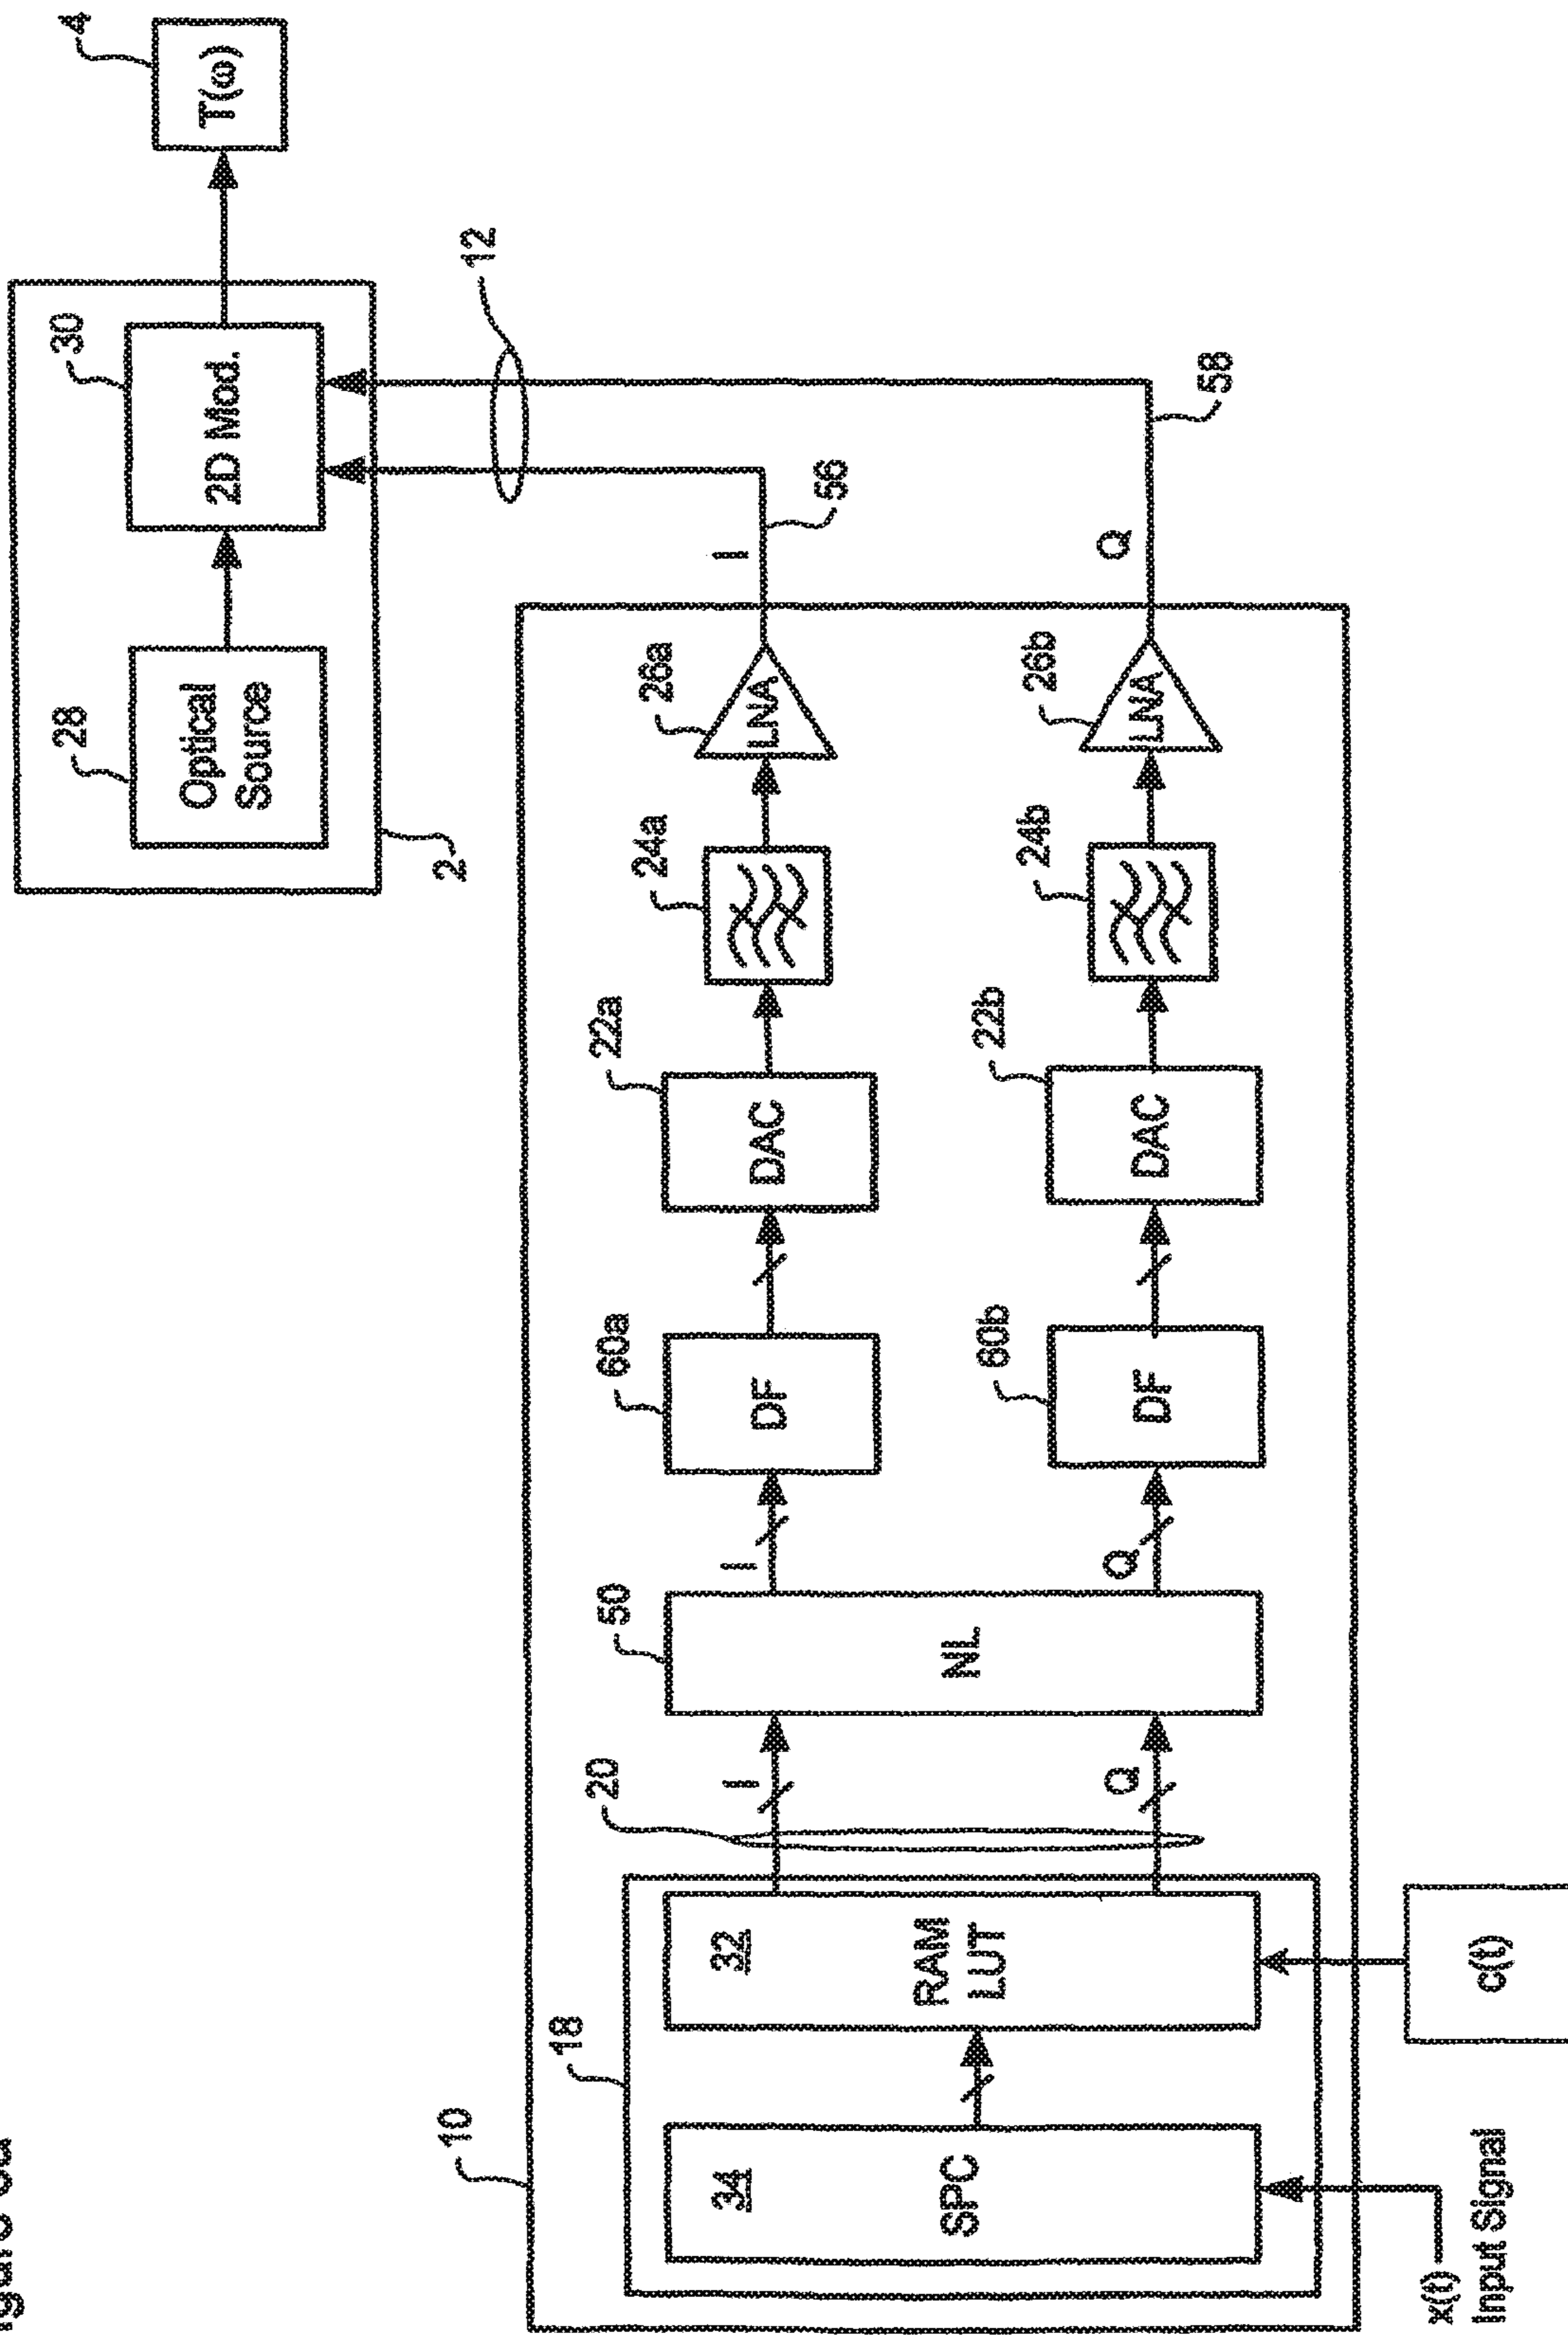 4
T(ω)
30
2D Mod.
28
Optical
Source
2
12
10
18
34
SPC
32
RAM
LUT
20
I
Q
50
NL
I
Q
60a
DF
60b
DF
22a
DAC
22b
DAC
24a
24b
26a
LNA
26b
LNA
I
Q
56
58
x(t)
Input Signal
c(t)